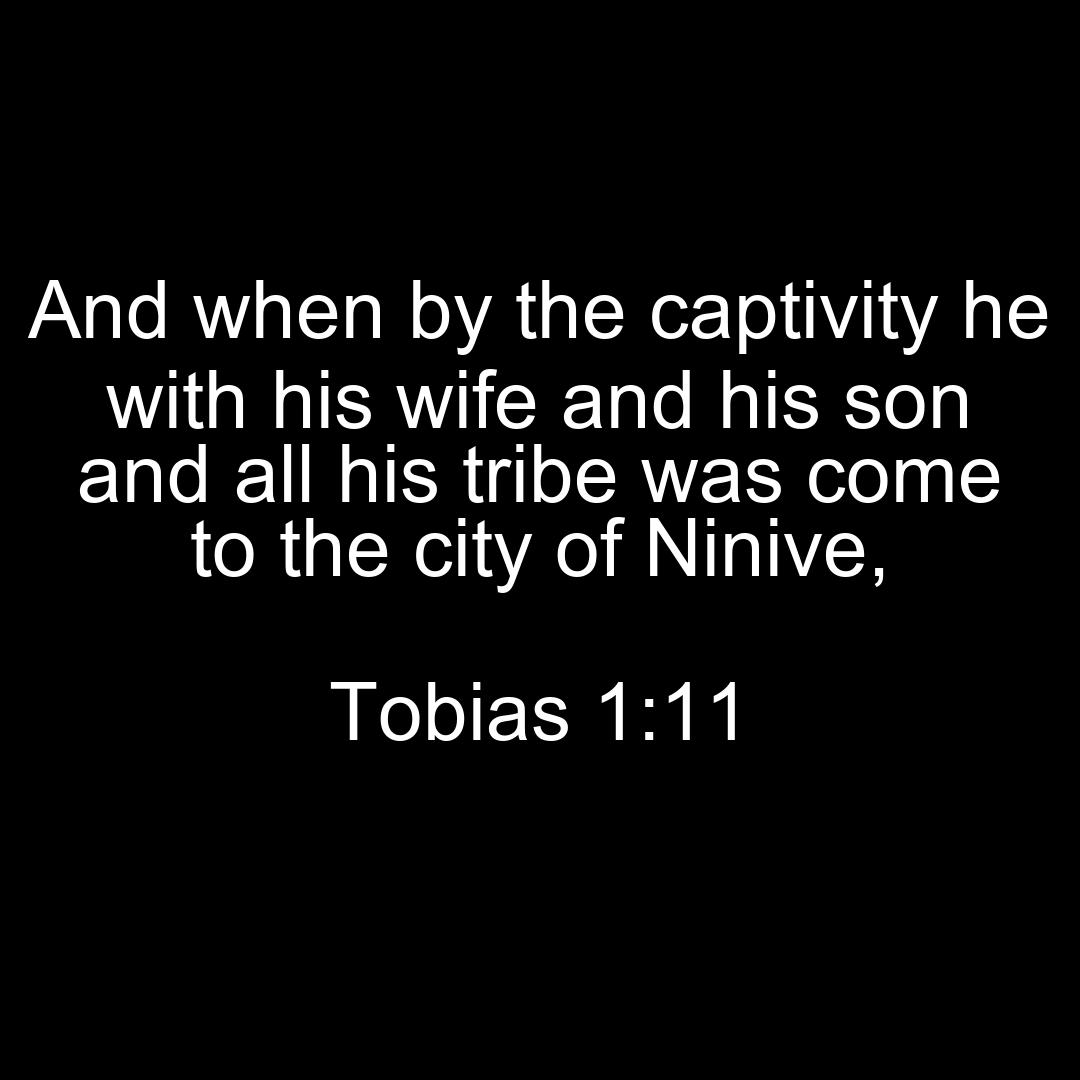 And when by the captivity he
with his wife and his son
and all his tribe was come
to the city of Ninive,
Tobias 1:11